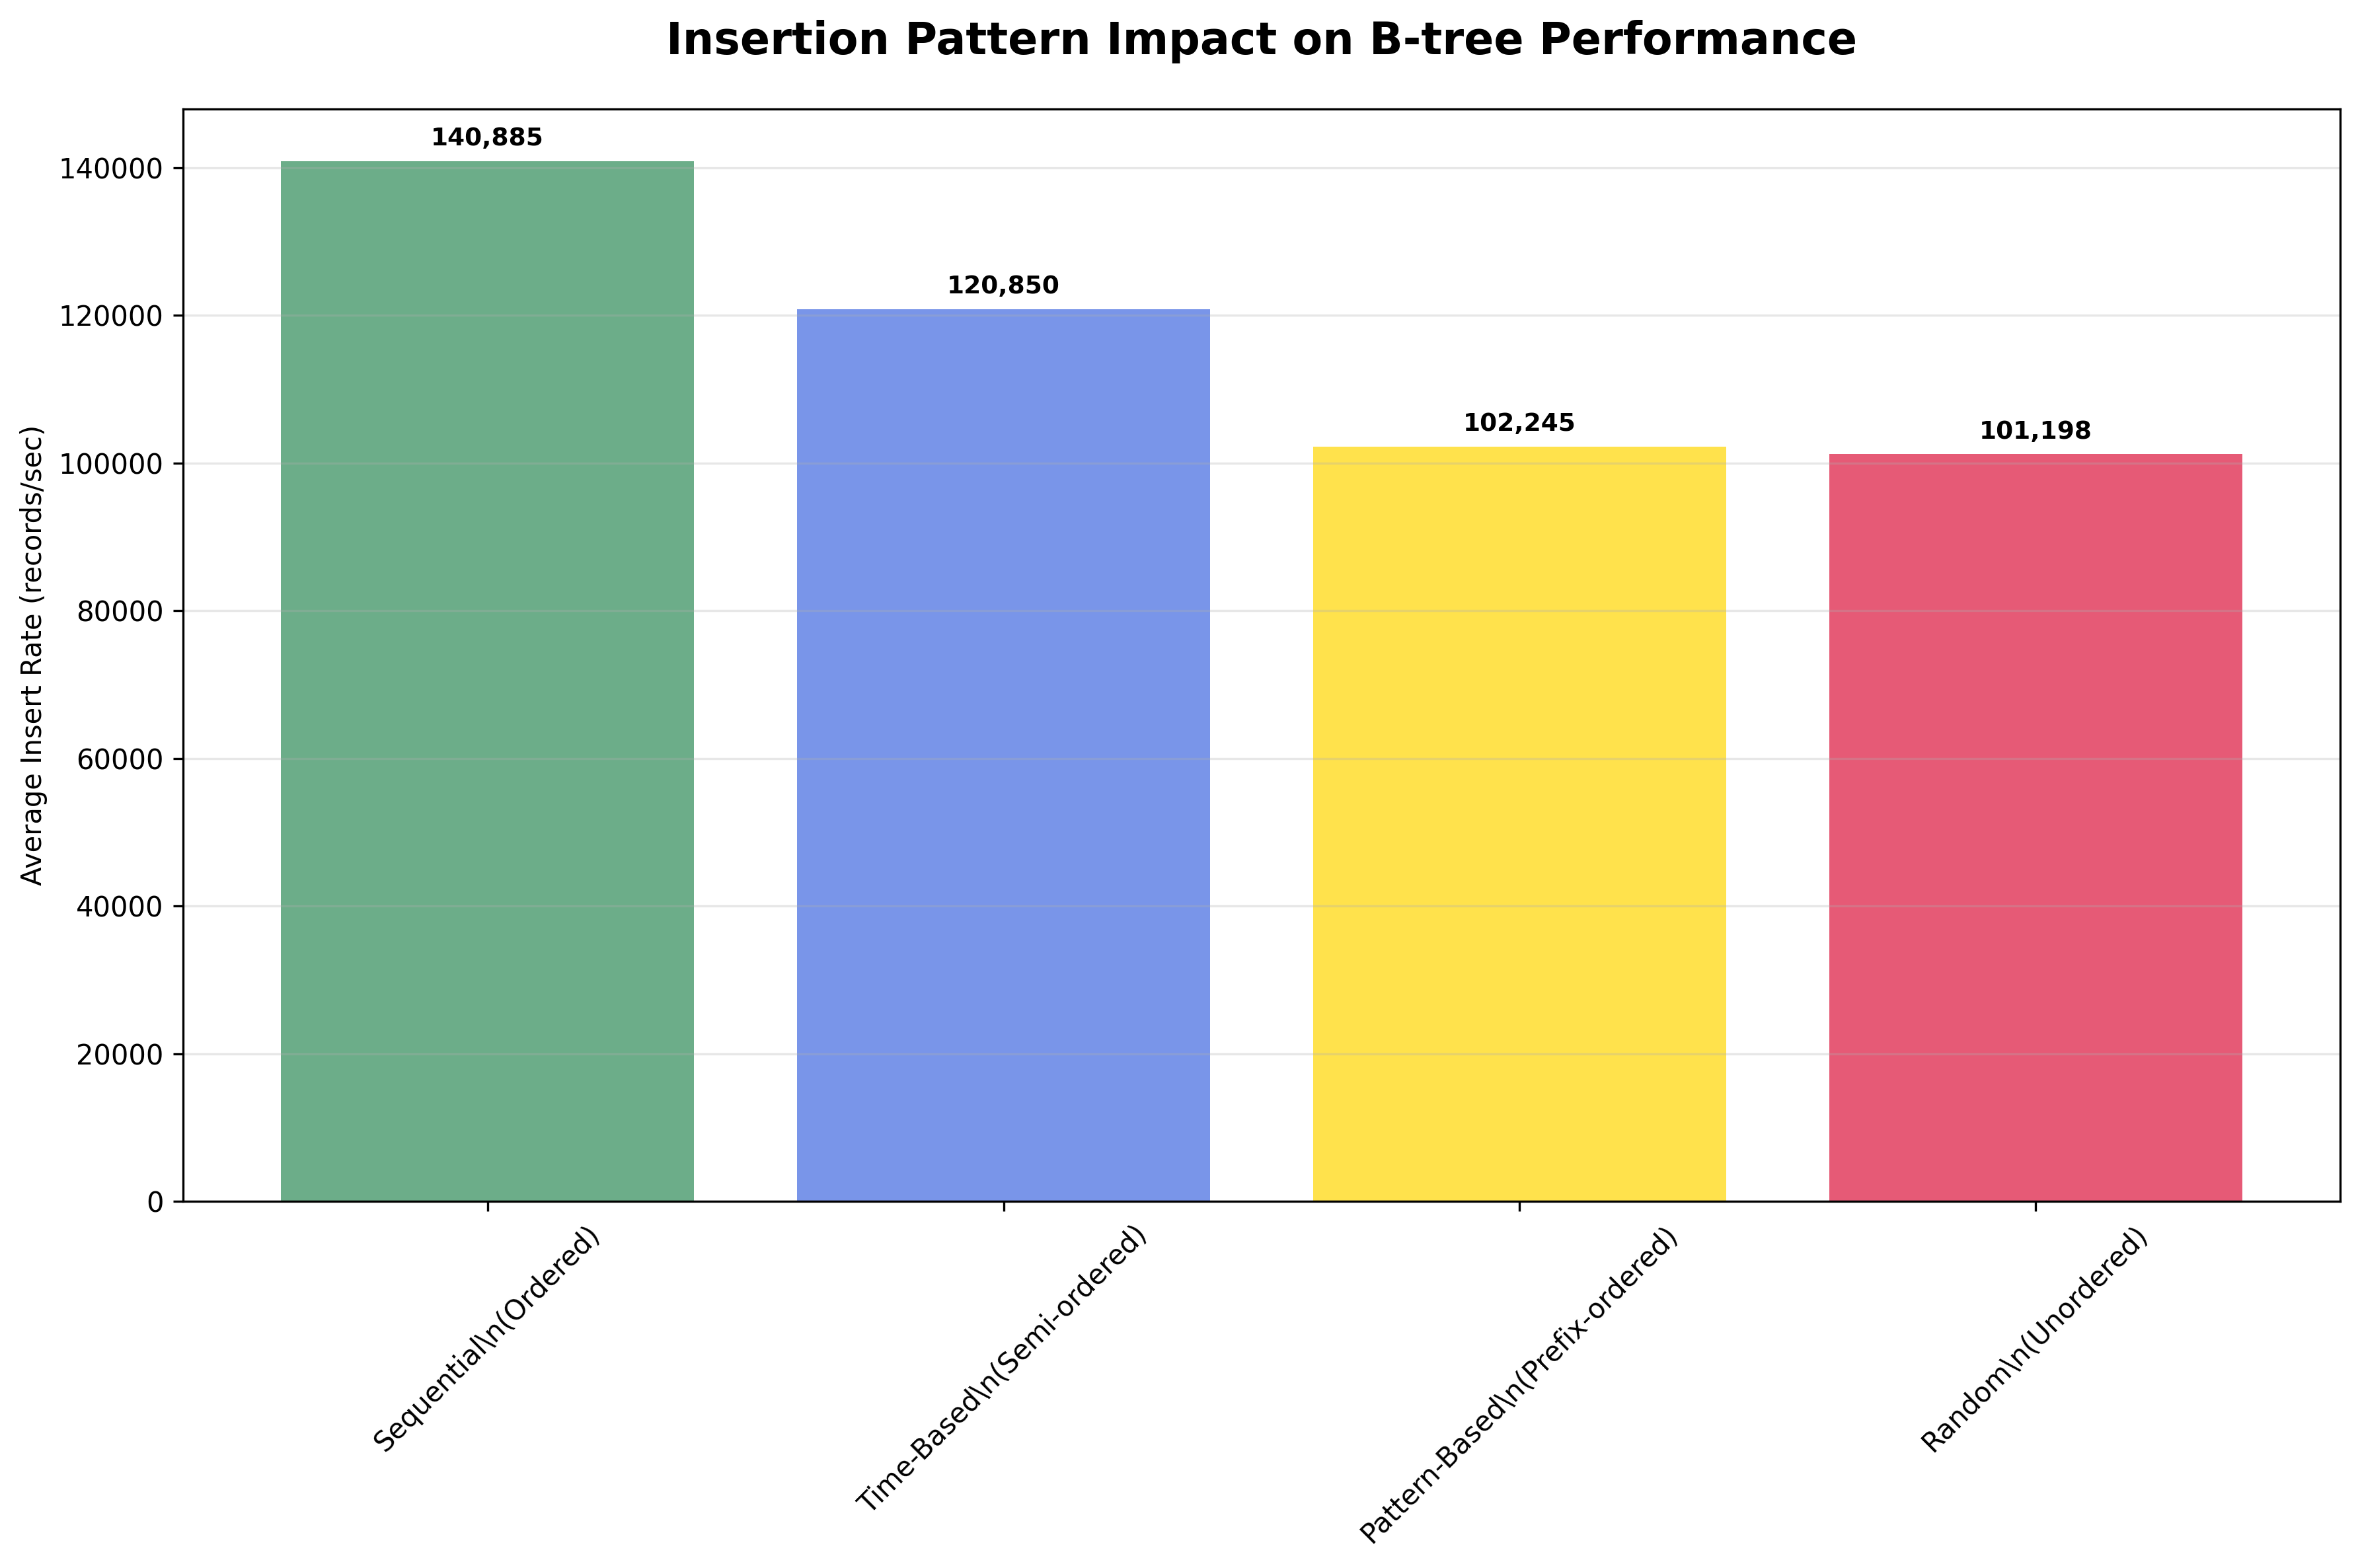 Insertion Pattern Impact on B-tree Performance
Average Insert Rate (records/sec)
140000
120000
100000
80000
60000
40000
20000
0
140,885
120,850
102,245
101,198
Sequential\n(Ordered)
Time-Based\n(Semi-ordered)
Pattern-Based\n(Prefix-ordered)
Random\n(Unordered)